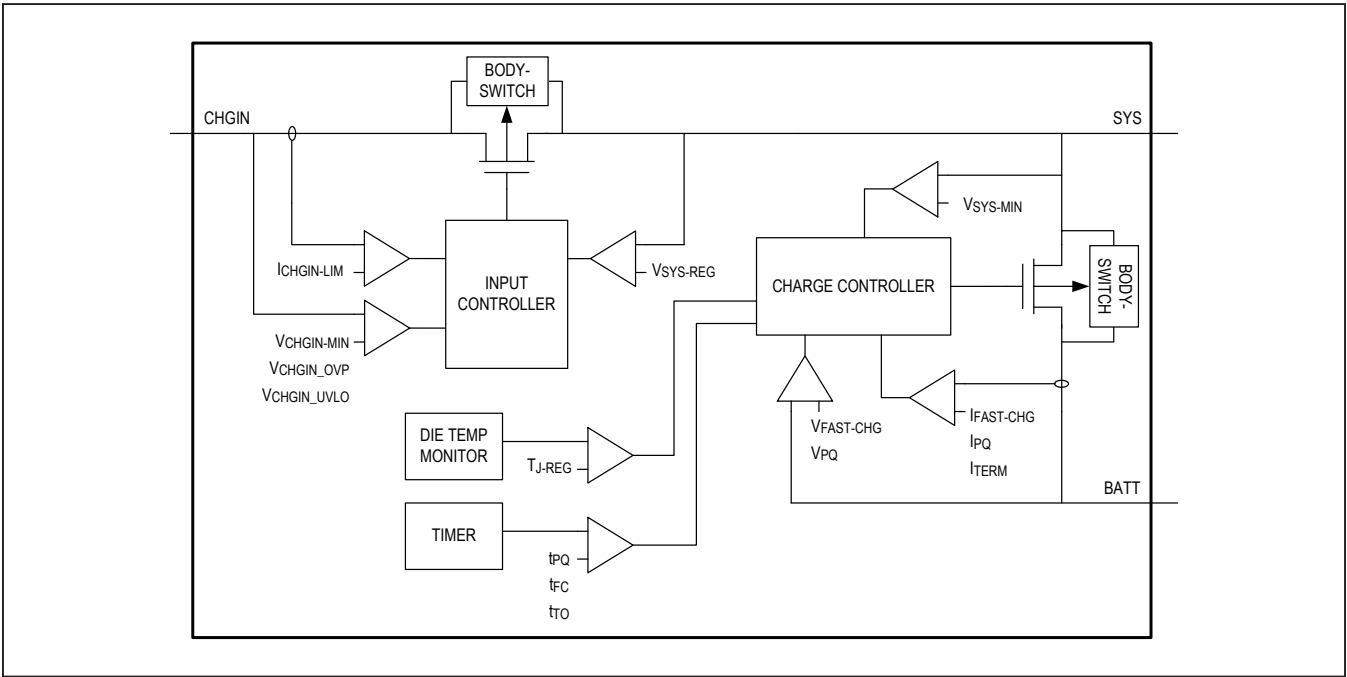 BODY-
SWITCH
CHGIN
SYS
VSYS-MIN
ICHGIN-LIM
INPUT
CONTROLLER
VSYS-REG
CHARGE CONTROLLER
BODY-
SWITCH
VCHGIN-MIN
VCHGIN_OVP
VCHGIN_UVLO
DIE TEMP
MONITOR
TJ-REG
VFAST-CHG
VPQ
IFAST-CHG
IPQ
ITERM
BATT
TIMER
tPQ
tFC
tTO